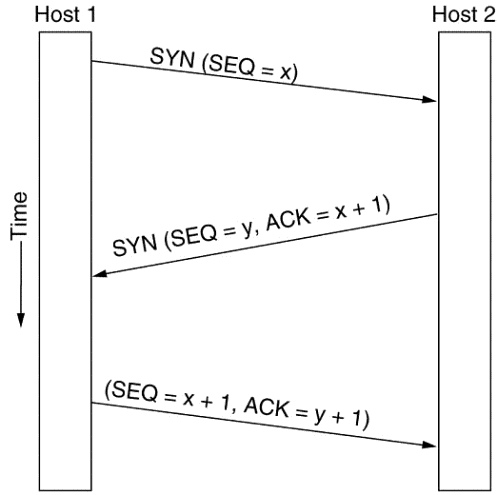 Host 1
Host 2
SYN (SEQ = x)
SYN (SEQ = y, ACK = x + 1)
Time
(SEQ = x + 1, ACK = y + 1)